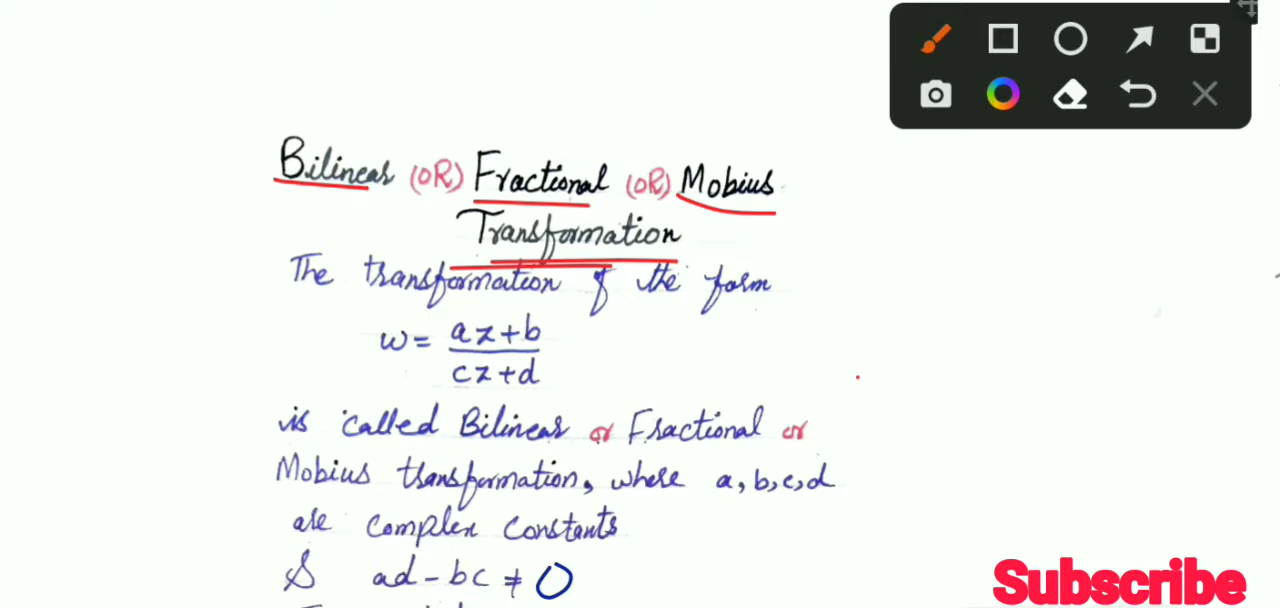 Bilinear (OR) Fractional (OR) Mobius
Transformation
The transformation of the form
w = az+b
cz+d
is called Bilinear or Fractional or
Mobius transformation, where a, b, c, d
are complex constants
& ad - bc ≠ 0
Subscribe